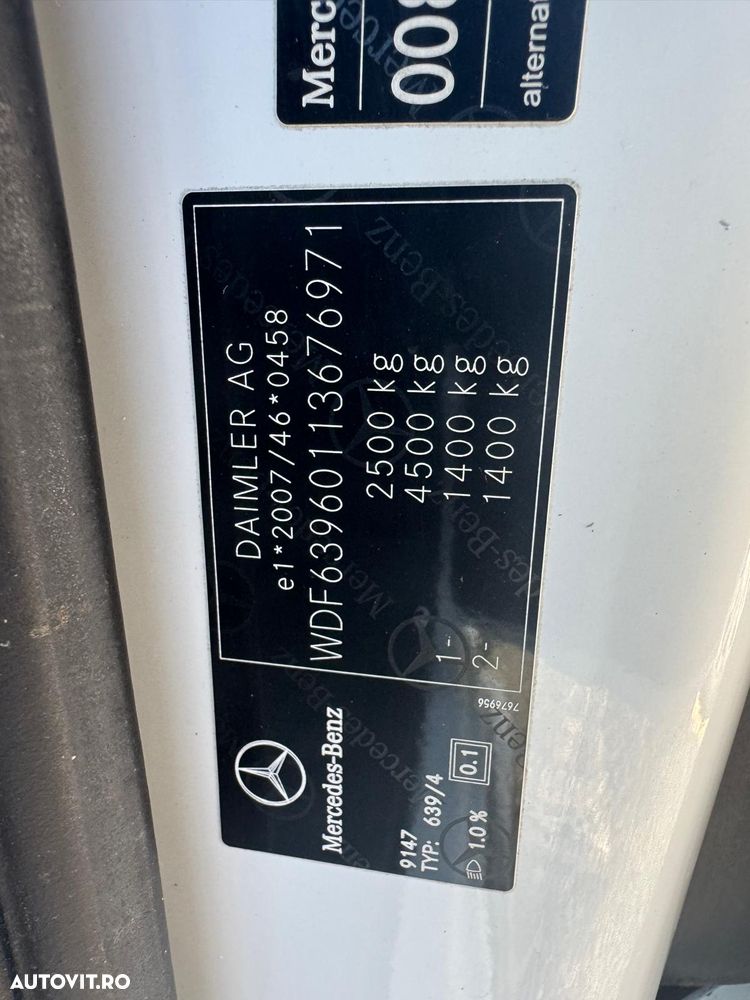 Mercedes-Benz
9147
TYP: 639/4
1.0 %
0.1
7676956
DAIMLER AG
e1*2007/46*0458
WDF63960113676971
2500 kg
4500 kg
1- 1400 kg
2- 1400 kg
Merc
008
alternat
AUTOVIT.RO